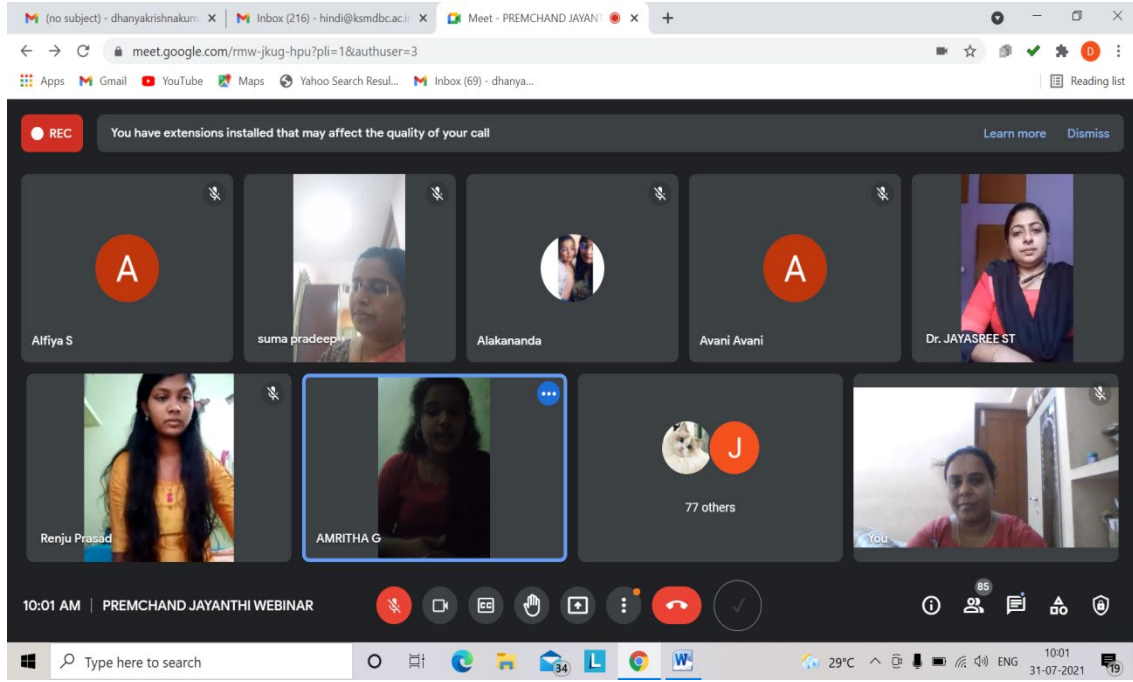 (no subject) - dhanyakrishnakum
Inbox (216) - hindi@ksmdbc.ac.in
Meet - PREMCHAND JAYANT
meet.google.com/rmw-jkug-hpu?pli=1&authuser=3
D
Apps Gmail YouTube Maps Yahoo Search Resul... Inbox (69) - dhanya... Reading list
REC You have extensions installed that may affect the quality of your call Learn more Dismiss
A
A
Alfiya S
suma pradeep
Alakananda
Avani Avani
Dr. JAYASREE ST
J
77 others
Renju Prasad
AMRITHA G
You
85
10:01 AM | PREMCHAND JAYANTHI WEBINAR
CC
Type here to search
34
L
W
29°C ENG
10:01
31-07-2021
19